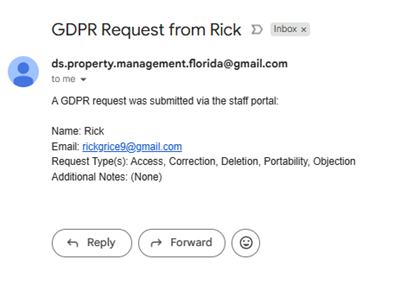 GDPR Request from Rick Inbox x
ds.property.management.florida@gmail.com
to me
A GDPR request was submitted via the staff portal:
Name: Rick
Email: rickgrice9@gmail.com
Request Type(s): Access, Correction, Deletion, Portability, Objection
Additional Notes: (None)
Reply Forward